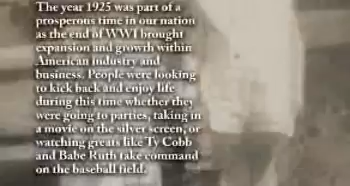 The year 1925 was part of a
prosperous time in our nation
as the end of WWI brought
expansion and growth within
American industry and
business. People were looking
to kick back and enjoy life
during this time whether they
were going to parties, taking in
a movie on the silver screen, or
watching greats like Ty Cobb
and Babe Ruth take command
on the baseball field.